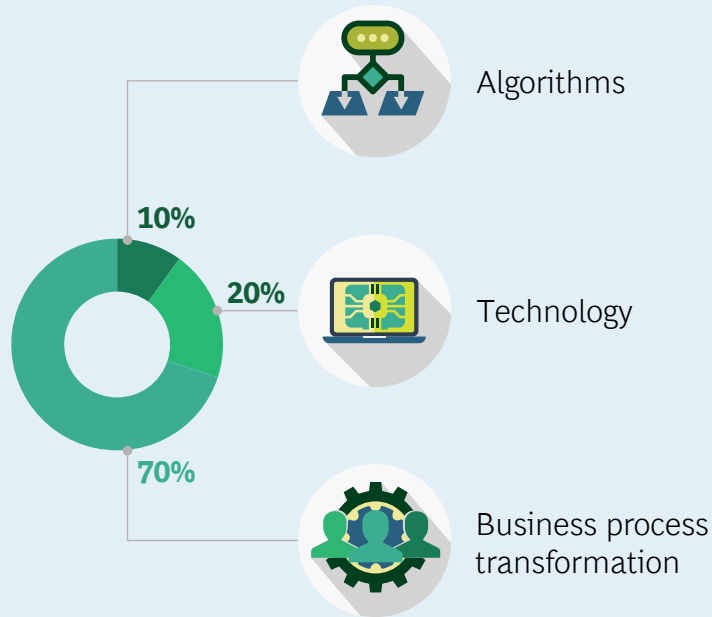 Algorithms
10%
20%
Technology
70%
Business process
transformation